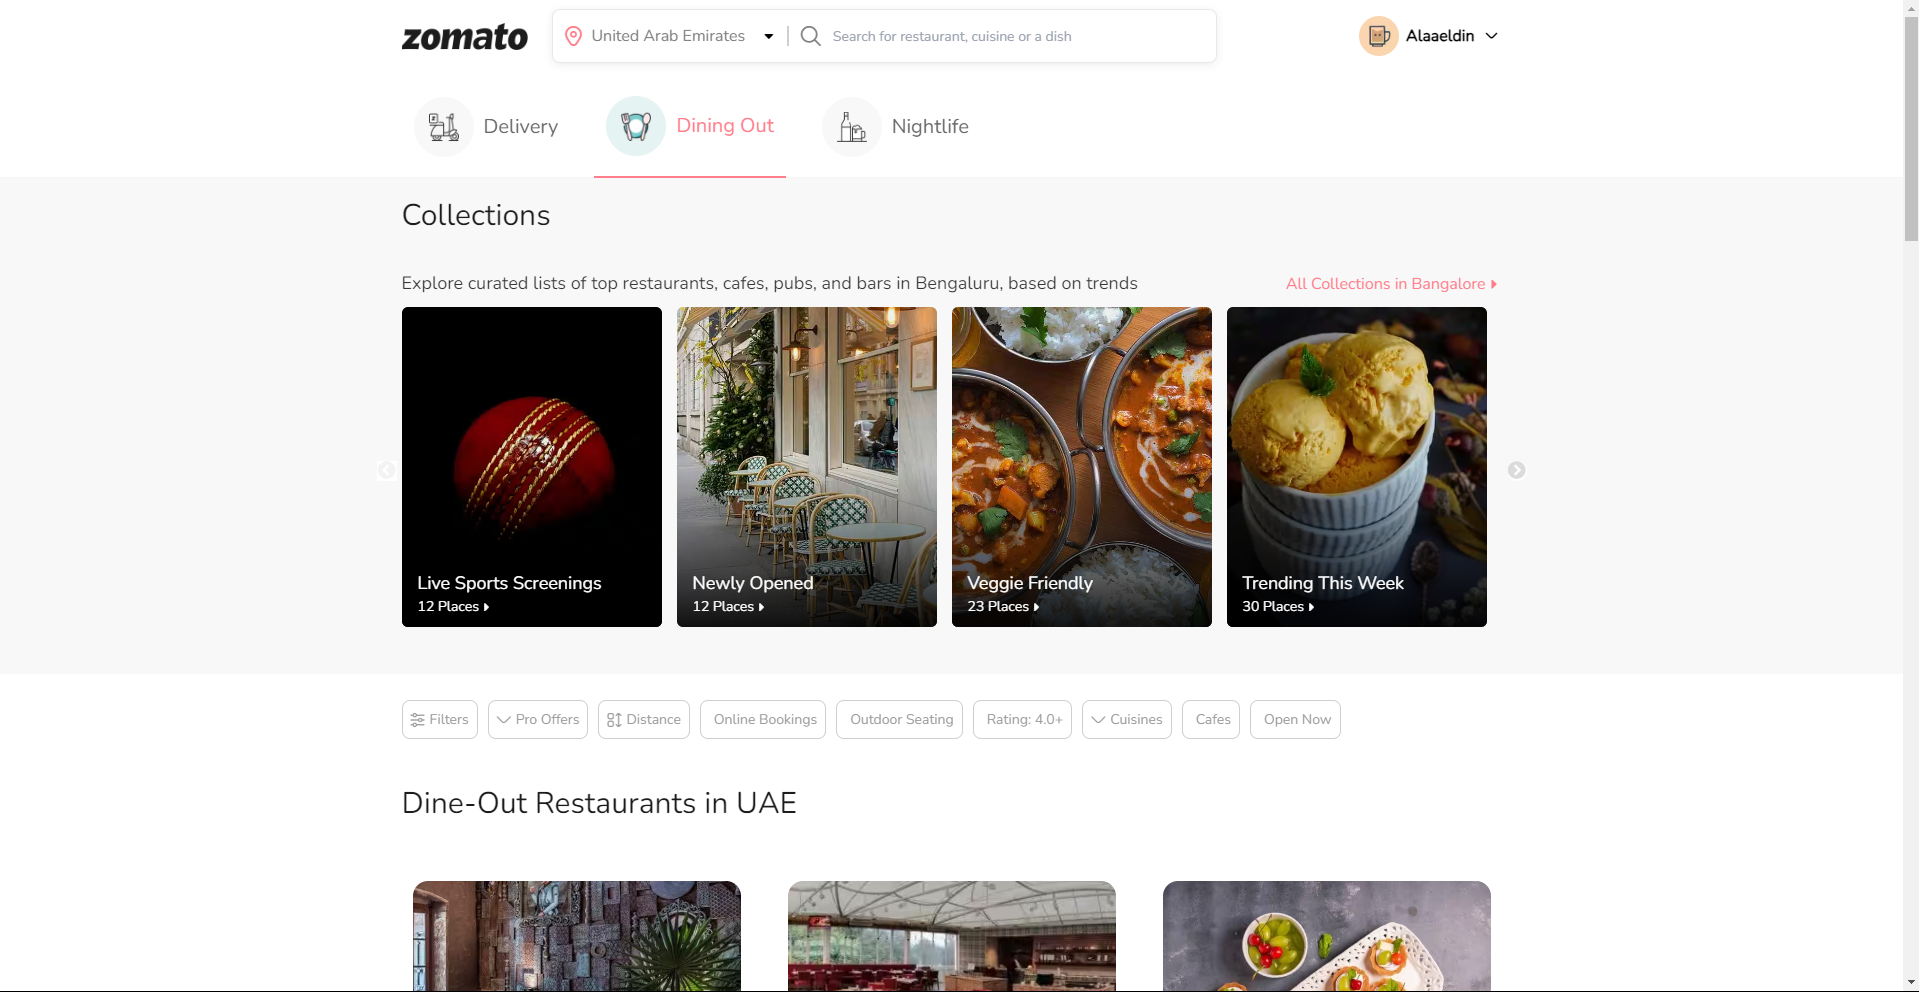 zomato
United Arab Emirates
Search for restaurant, cuisine or a dish
Alaaeldin
Delivery
Dining Out
Nightlife
Collections
Explore curated lists of top restaurants, cafes, pubs, and bars in Bengaluru, based on trends
All Collections in Bangalore
Live Sports Screenings
12 Places
Newly Opened
12 Places
Veggie Friendly
23 Places
Trending This Week
30 Places
Filters
Pro Offers
Distance
Online Bookings
Outdoor Seating
Rating: 4.0+
Cuisines
Cafes
Open Now
Dine-Out Restaurants in UAE